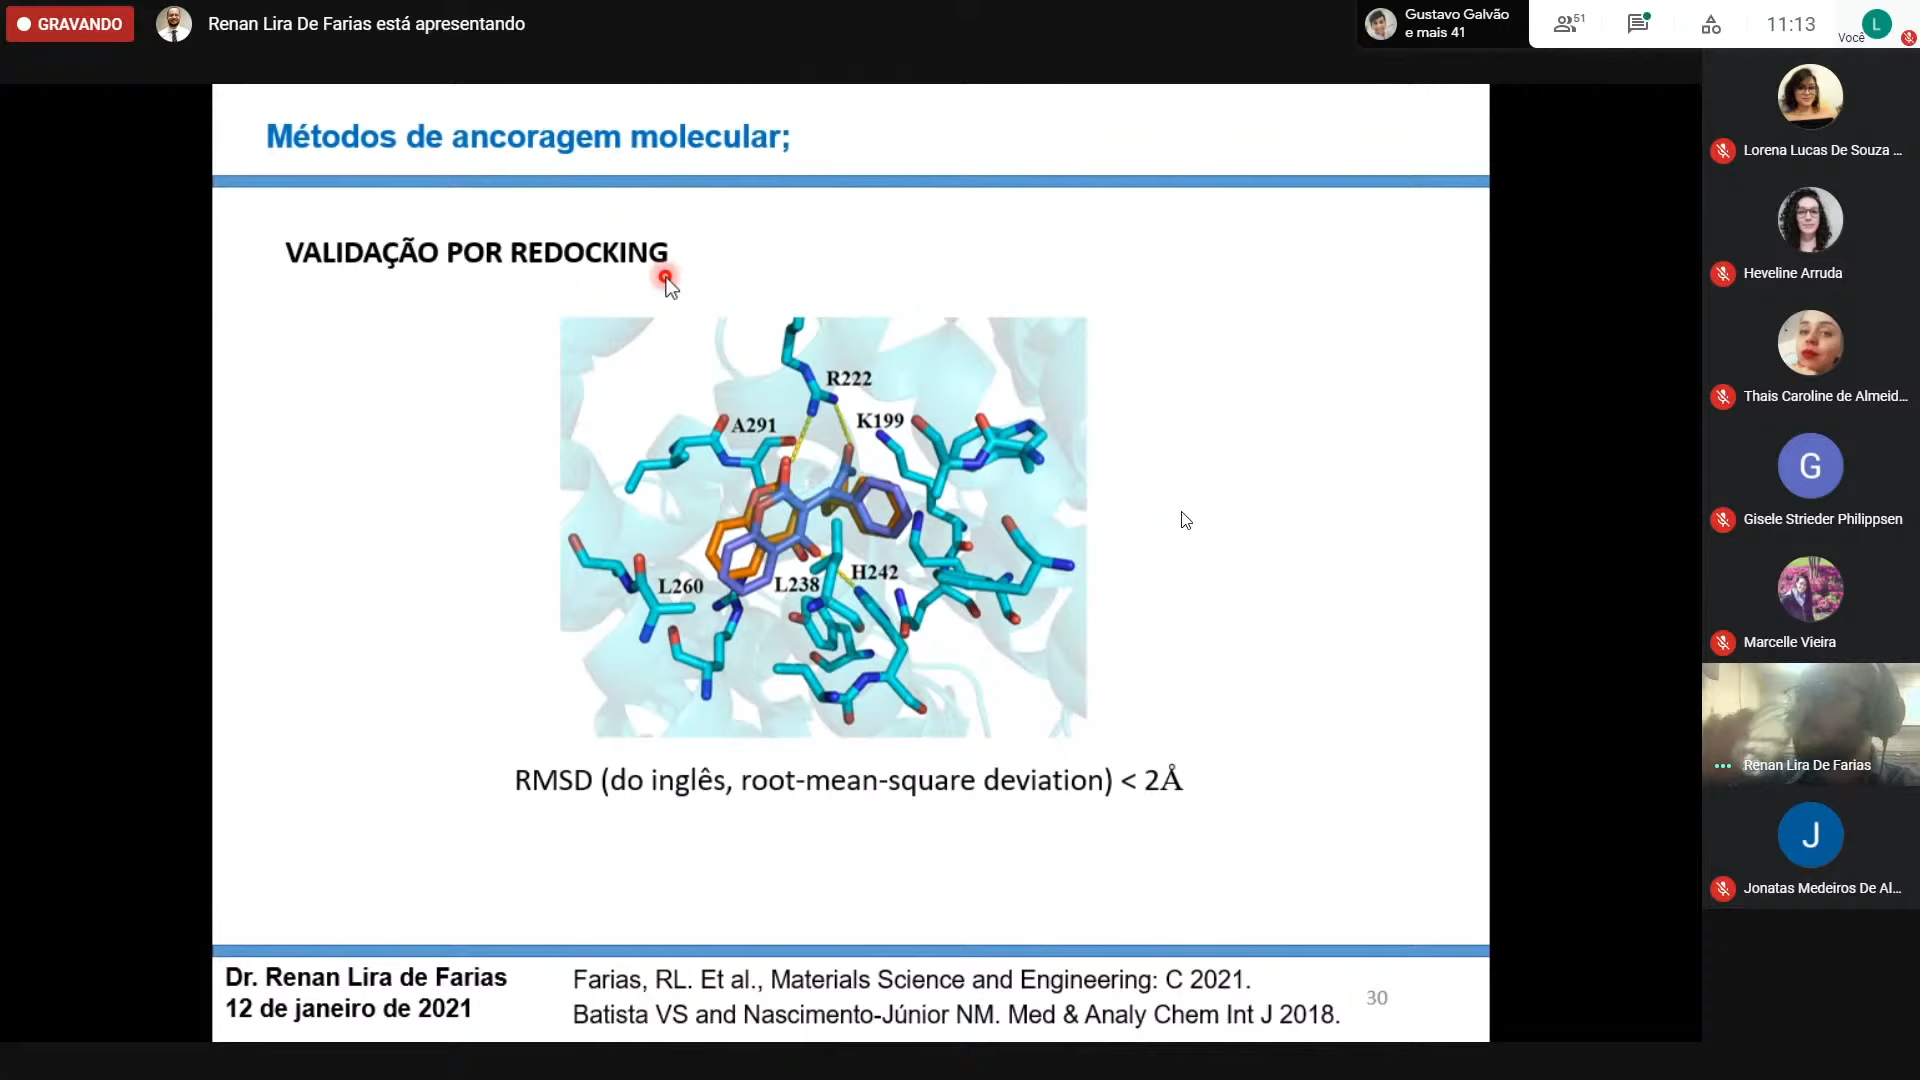 GRAVANDO
Renan Lira De Farias está apresentando
Gustavo Galvão
e mais 41
51
11:13
Você
L
Métodos de ancoragem molecular;
VALIDAÇÃO POR REDOCKING
R222
A291
K199
L260
L238
H242
RMSD (do inglês, root-mean-square deviation) < 2Å
Dr. Renan Lira de Farias
12 de janeiro de 2021
Farias, RL. Et al., Materials Science and Engineering: C 2021.
Batista VS and Nascimento-Júnior NM. Med & Analy Chem Int J 2018.
30
Lorena Lucas De Souza ...
Heveline Arruda
Thais Caroline de Almeid...
G
Gisele Strieder Philippsen
Marcelle Vieira
Renan Lira De Farias
J
Jonatas Medeiros De Al...